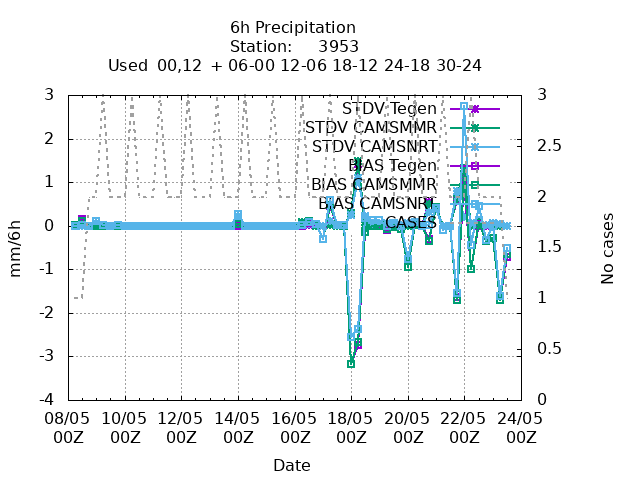 6h Precipitation
Station: 3953
Used 00,12 + 06-00 12-06 18-12 24-18 30-24
STDV Tegen
STDV CAMSMMR
STDV CAMSNRT
BIAS Tegen
BIAS CAMSMMR
BIAS CAMSNRT
CASES
mm/6h
3
2
1
0
-1
-2
-3
-4
No cases
3
2.5
2
1.5
1
0.5
0
08/05 10/05 12/05 14/05 16/05 18/05 20/05 22/05 24/05
00Z 00Z 00Z 00Z 00Z 00Z 00Z 00Z 00Z
Date